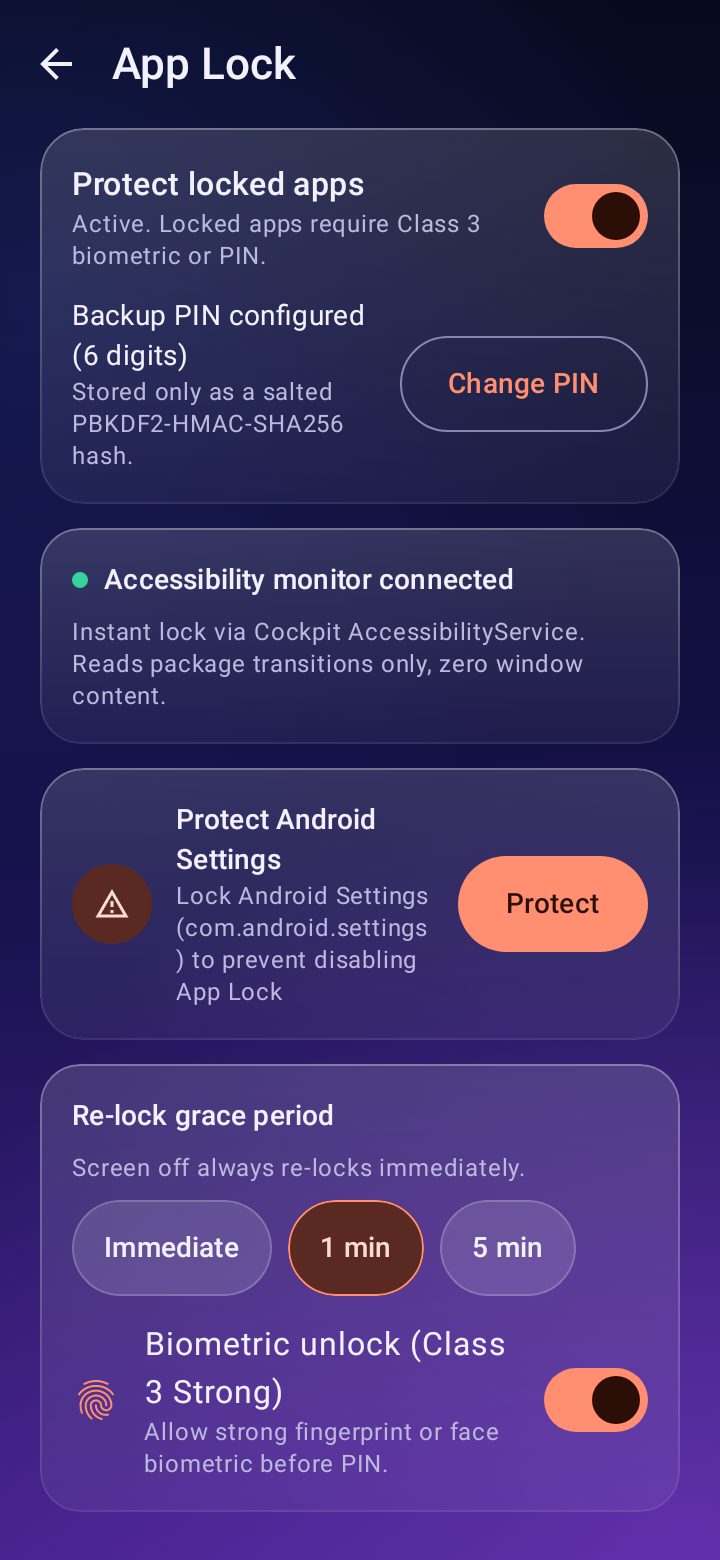 App Lock
Protect locked apps
Active. Locked apps require Class 3
biometric or PIN.
Backup PIN configured
(6 digits)
Stored only as a salted
PBKDF2-HMAC-SHA256
hash.
Change PIN
Accessibility monitor connected
Instant lock via Cockpit AccessibilityService.
Reads package transitions only, zero window
content.
Protect Android
Settings
Lock Android Settings
(com.android.settings
) to prevent disabling
App Lock
Protect
Re-lock grace period
Screen off always re-locks immediately.
Immediate
1 min
5 min
Biometric unlock (Class
3 Strong)
Allow strong fingerprint or face
biometric before PIN.